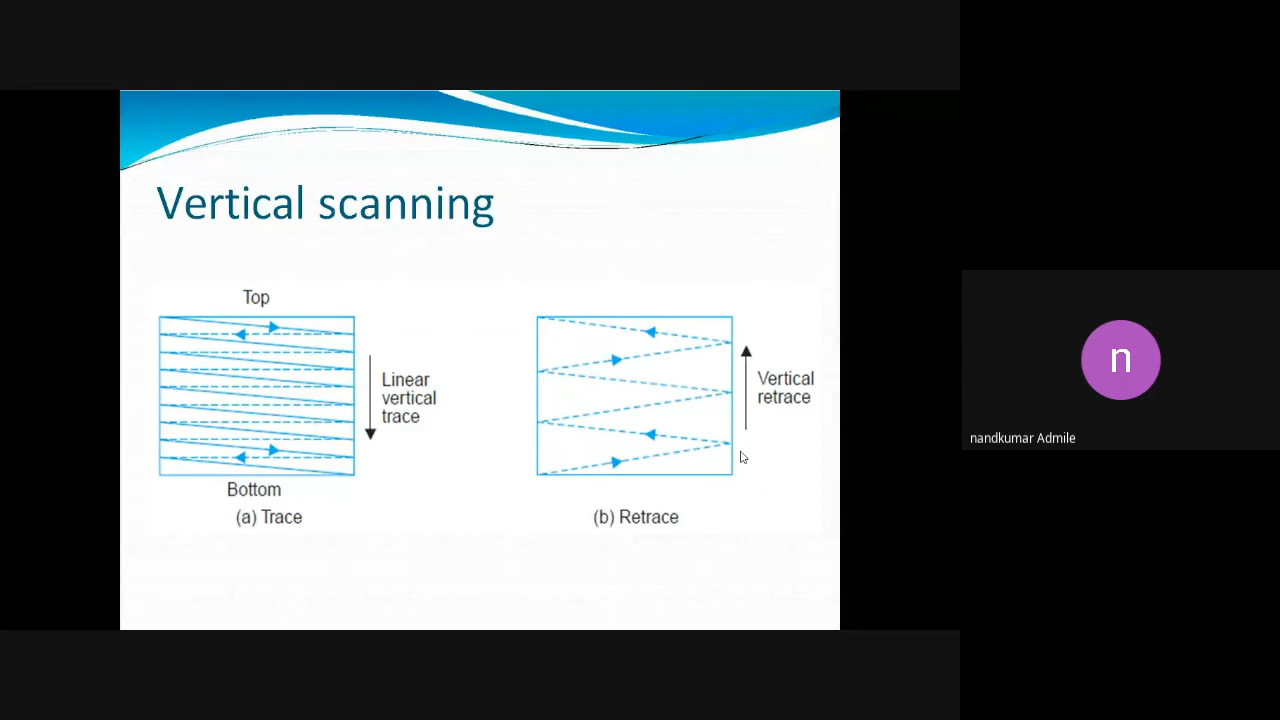 Vertical scanning
Top
Linear
vertical
trace
Bottom
(a) Trace
Vertical
retrace
(b) Retrace
n
nandkumar Admile